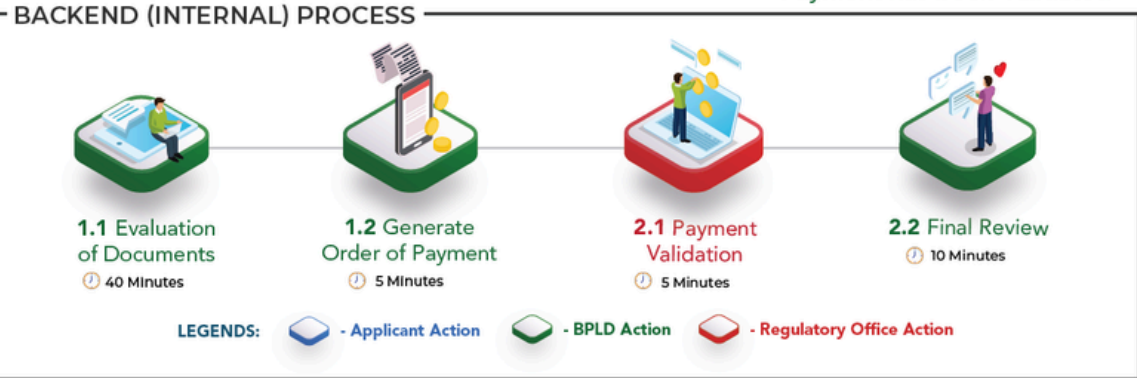 BACKEND (INTERNAL) PROCESS
1.1 Evaluation
of Documents
40 Minutes
1.2 Generate
Order of Payment
5 Minutes
2.1 Payment
Validation
5 Minutes
2.2 Final Review
10 Minutes
LEGENDS:
- Applicant Action
- BPLD Action
- Regulatory Office Action